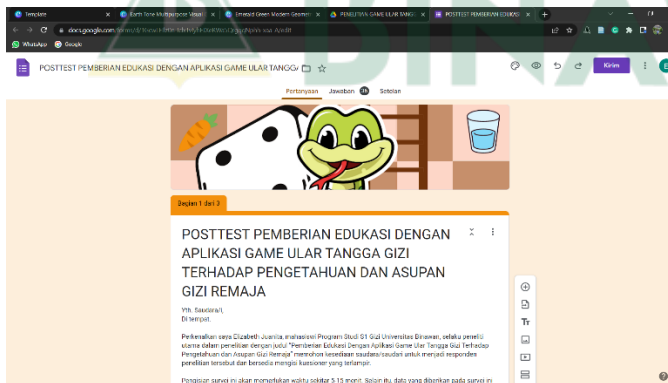 BINA
Template
Earth Tone Multipurpose Visual
Emerald Green Modern Geometr
PENELITIAN GAME ULAR TANGG
POSTTEST PEMBERIAN EDUKASI
docs.google.com
WhatsApp
Google
POSTTEST PEMBERIAN EDUKASI DENGAN APLIKASI GAME ULAR TANGGA
Kirim
Pertanyaan Jawaban Setelan
Bagian 1 dari 3
POSTTEST PEMBERIAN EDUKASI DENGAN
APLIKASI GAME ULAR TANGGA GIZI
TERHADAP PENGETAHUAN DAN ASUPAN
GIZI REMAJA
Yth. Saudara/i,
Di tempat.
Perkenalkan saya Elizabeth Juanita, mahasiswi Program Studi S1 Gizi Universitas Binawan, selaku peneliti
utama dalam penelitian dengan judul "Pemberian Edukasi Dengan Aplikasi Game Ular Tangga Gizi Terhadap
Pengetahuan dan Asupan Gizi Remaja" memohon kesediaan saudara/saudari untuk menjadi responden
penelitian tersebut dan bersedia mengisi kuesioner yang terlampir.
Pengisian survei ini akan memerlukan waktu sekitar 5-15 menit. Selain itu, data yang diberikan pada survei ini